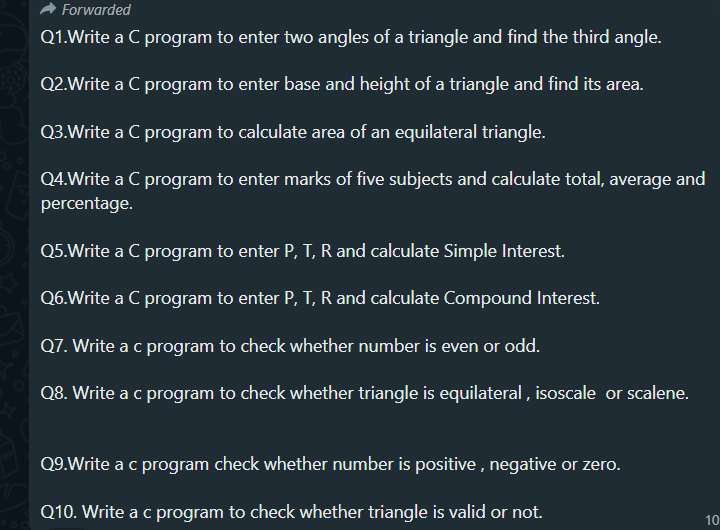 Forwarded
Q1.Write a C program to enter two angles of a triangle and find the third angle.
Q2.Write a C program to enter base and height of a triangle and find its area.
Q3.Write a C program to calculate area of an equilateral triangle.
Q4.Write a C program to enter marks of five subjects and calculate total, average and
percentage.
Q5.Write a C program to enter P, T, R and calculate Simple Interest.
Q6.Write a C program to enter P, T, R and calculate Compound Interest.
Q7. Write a c program to check whether number is even or odd.
Q8. Write a c program to check whether triangle is equilateral , isoscale  or scalene.
Q9.Write a c program check whether number is positive , negative or zero.
Q10. Write a c program to check whether triangle is valid or not.
10